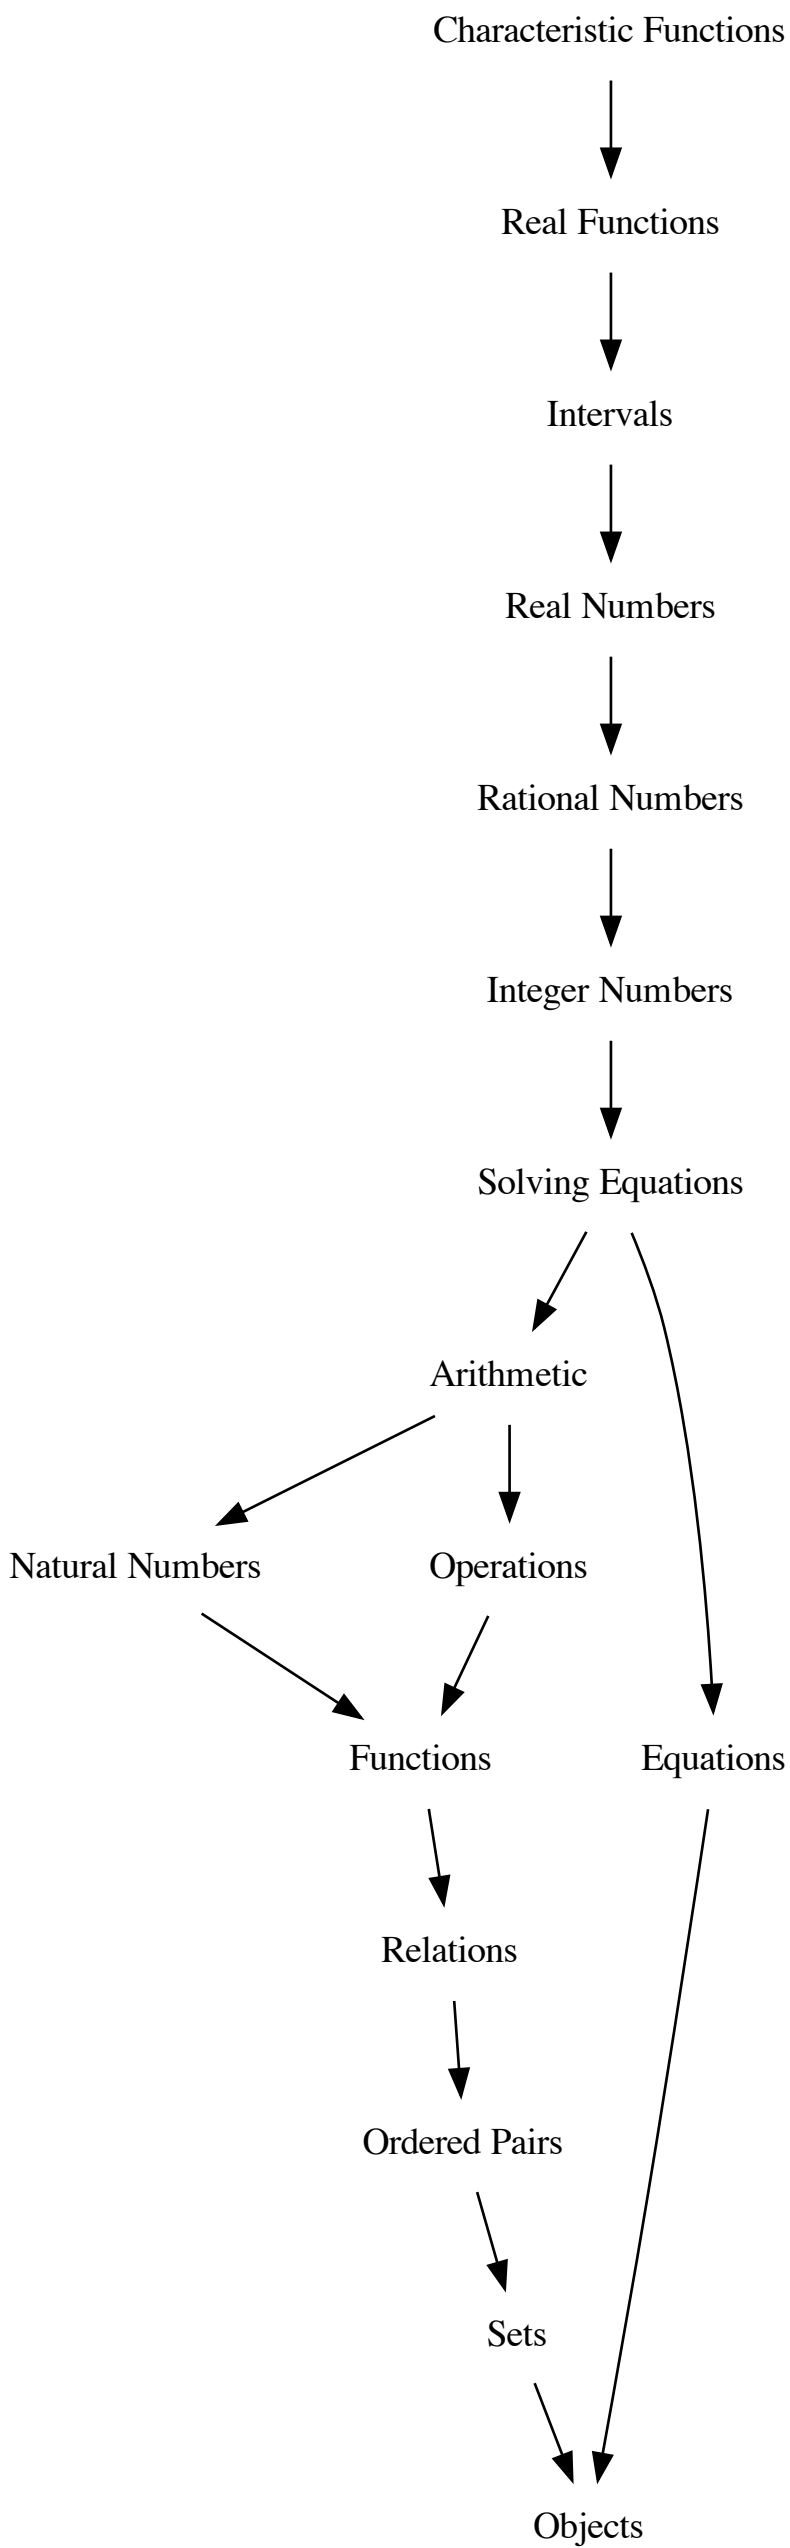 Characteristic Functions
Real Functions
Intervals
Real Numbers
Rational Numbers
Integer Numbers
Solving Equations
Arithmetic
Natural Numbers
Operations
Functions
Equations
Relations
Ordered Pairs
Sets
Objects